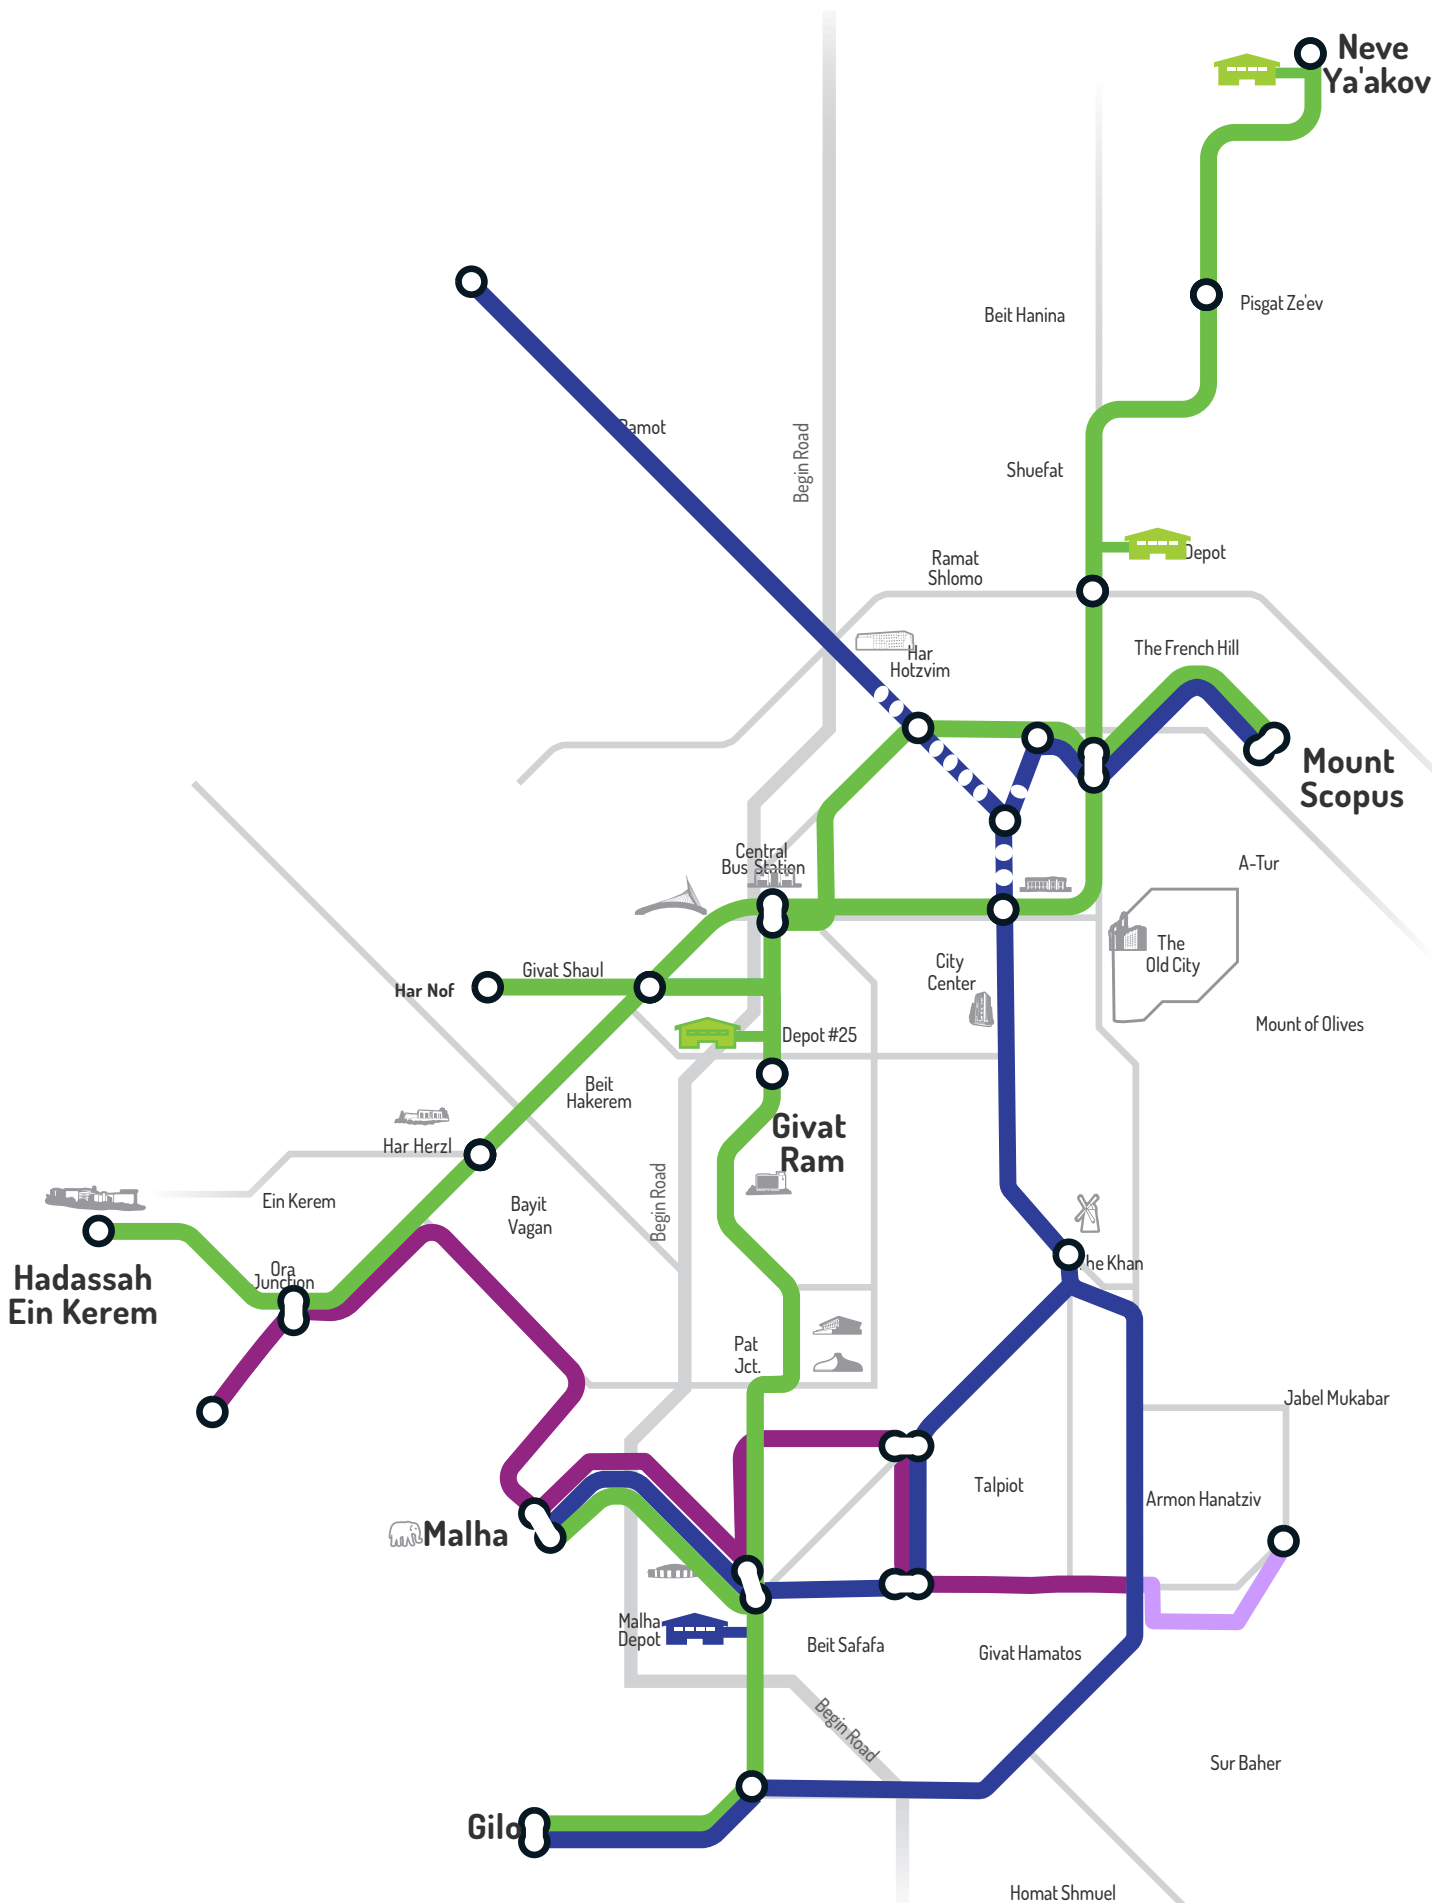 Neve
Ya'akov
Pisgat Ze'ev
Beit Hanina
Ramot
Begin Road
Shuefat
Depot
Ramat
Shlomo
The French Hill
Har
Hotzvim
Mount
Scopus
Central
Bus Station
A-Tur
The
Old City
City
Center
Givat Shaul
Har Nof
Mount of Olives
Depot #25
Beit
Hakerem
Givat
Ram
Har Herzl
Ein Kerem
Bayit
Vagan
Begin Road
Hadassah
Ein Kerem
Ora
Junction
The Khan
Pat
Jct.
Jabel Mukabar
Talpiot
Armon Hanatziv
Malha
Malha
Depot
Beit Safafa
Givat Hamatos
Begin Road
Sur Baher
Gilo
Homat Shmuel